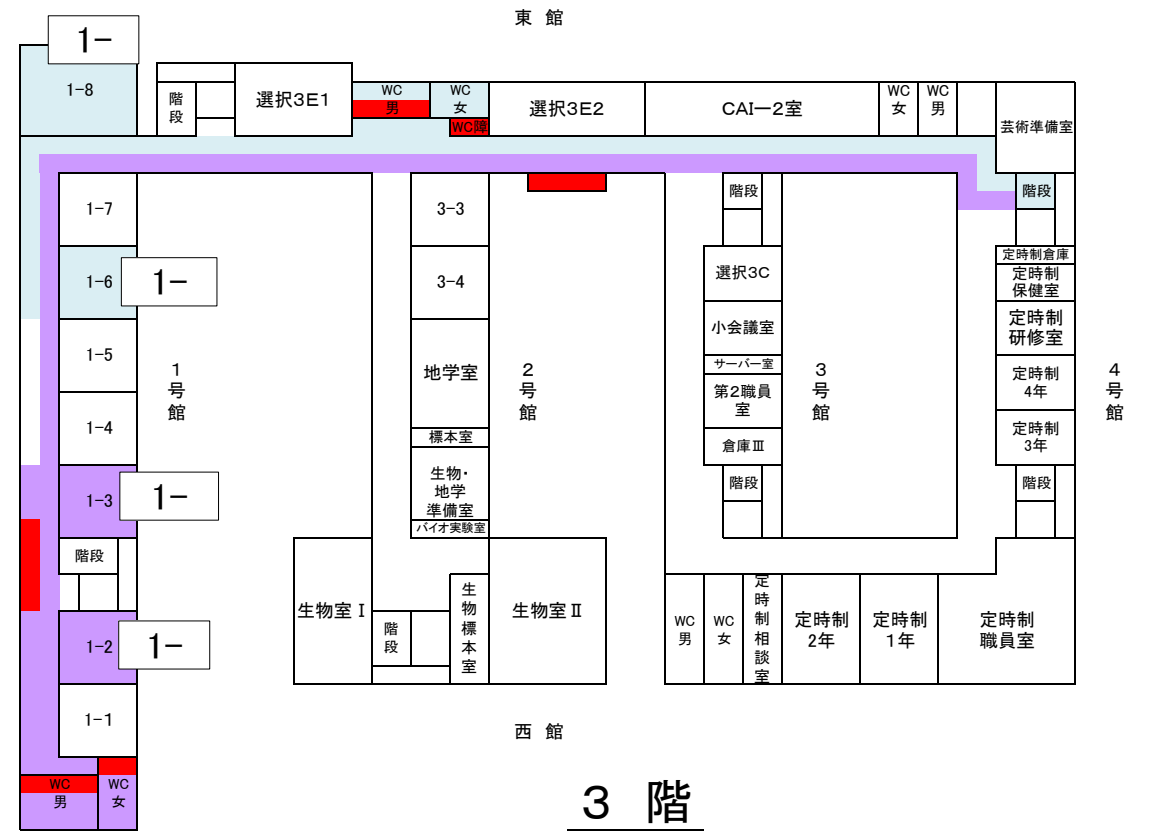 東 館
1-
1-8
階
段
選択3E1
WC
男
WC
女
WC障
選択3E2
CAI－2室
WC
女
WC
男
芸術準備室
1-7
1-6
1-
1-5
1-4
1-3
1-
階段
1-2
1-
1-1
WC
男
WC
女
1
号
館
3-3
3-4
地学室
標本室
生物・
地学
準備室
バイオ実験室
生物室Ⅰ
階
段
生
物
標
本
室
生物室Ⅱ
2
号
館
階段
選択3C
小会議室
サーバー室
第2職員
室
倉庫Ⅲ
階段
3
号
館
階段
定時制倉庫
定時制
保健室
定時制
研修室
定時制
4年
定時制
3年
階段
4
号
館
WC
男
WC
女
定
時
制
相
談
室
定時制
2年
定時制
1年
定時制
職員室
西 館
3 階